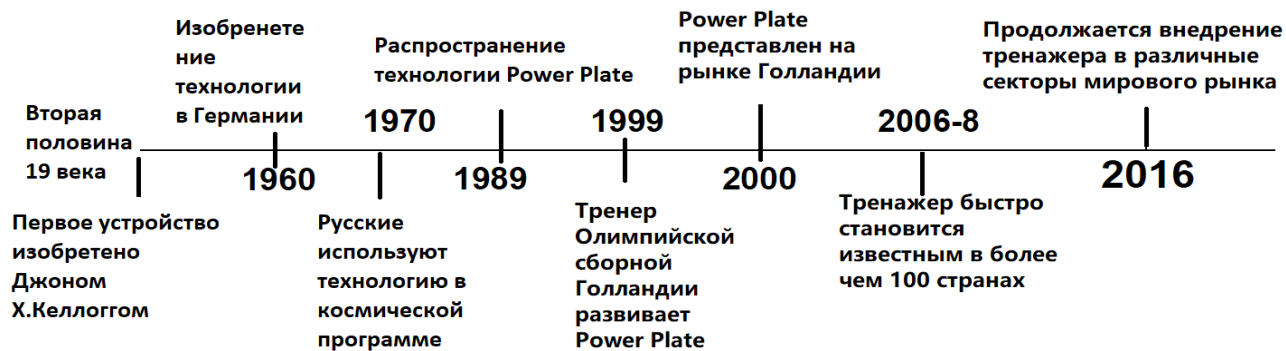 Вторая
половина
19 века
Первое устройство
изобретено
Джоном
Х.Келлоггом
Изобренете
ние
технологии
в Германии
1960
1970
Русские
используют
технологию в
космической
программе
Распространение
технологии Power Plate
1989
1999
Тренер
Олимпийской
сборной
Голландии
развивает
Power Plate
Power Plate
представлен на
рынке Голландии
2000
2006-8
Тренажер быстро
становится
известным в более
чем 100 странах
Продолжается внедрение
тренажера в различные
секторы мирового рынка
2016